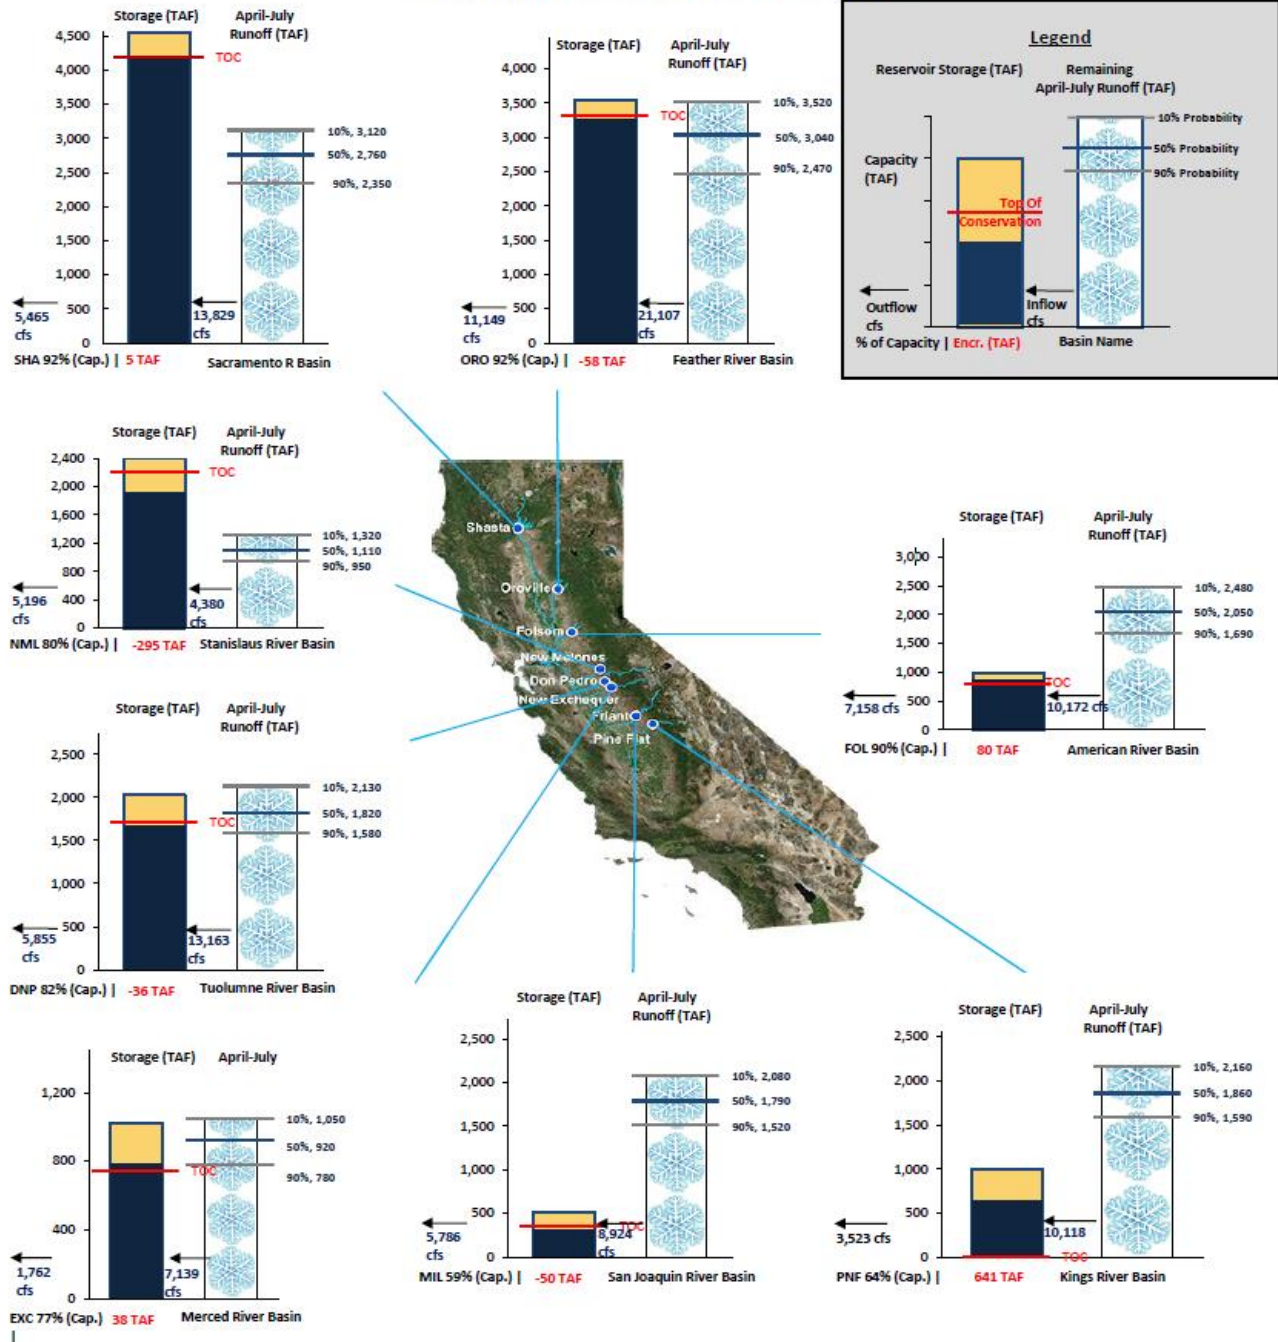 Storage (TAF)
April-July
Runoff (TAF)
4,500
4,000
3,500
3,000
2,500
2,000
1,500
1,000
500
0
TOC
10%, 3,120
50%, 2,760
90%, 2,350
5,465
cfs
13,829
cfs
SHA 92% (Cap.) | 5 TAF
Sacramento R Basin
Storage (TAF)
April-July
Runoff (TAF)
4,000
3,500
3,000
2,500
2,000
1,500
1,000
500
0
TOC
10%, 3,520
50%, 3,040
90%, 2,470
11,149
cfs
21,107
cfs
ORO 92% (Cap.) | -58 TAF
Feather River Basin
Legend
Reservoir Storage (TAF)
Remaining
April-July Runoff (TAF)
10% Probability
50% Probability
90% Probability
Capacity
(TAF)
Top Of
Conservation
Outflow
cfs
Inflow
cfs
% of Capacity | Encr. (TAF)
Basin Name
Storage (TAF)
April-July
Runoff (TAF)
2,400
2,000
1,600
1,200
800
400
0
TOC
10%, 1,320
50%, 1,110
90%, 950
5,196
cfs
4,380
cfs
NML 80% (Cap.) | -295 TAF
Stanislaus River Basin
Shasta
Oroville
Folsom
New Melones
Don Pedro
New Exchequer
Friant
Pine Flat
Storage (TAF)
April-July
Runoff (TAF)
3,000
2,500
2,000
1,500
1,000
500
0
TOC
10%, 2,480
50%, 2,050
90%, 1,690
7,158 cfs
10,172 cfs
FOL 90% (Cap.) | 80 TAF
American River Basin
Storage (TAF)
April-July
Runoff (TAF)
2,500
2,000
1,500
1,000
500
0
TOC
10%, 2,130
50%, 1,820
90%, 1,580
5,855
cfs
13,163
cfs
DNP 82% (Cap.) | -36 TAF
Tuolumne River Basin
Storage (TAF)
April-July
1,200
800
400
0
TOC
10%, 1,050
50%, 920
90%, 780
1,762
cfs
7,139
cfs
EXC 77% (Cap.) 38 TAF
|
Merced River Basin
Storage (TAF)
April-July
Runoff (TAF)
2,500
2,000
1,500
1,000
500
0
TOC
10%, 2,080
50%, 1,790
90%, 1,520
5,786
cfs
8,924
cfs
MIL 59% (Cap.) | -50 TAF
San Joaquin River Basin
Storage (TAF)
April-July
Runoff (TAF)
2,500
2,000
1,500
1,000
500
0
TOC
10%, 2,160
50%, 1,860
90%, 1,590
3,523 cfs
10,118
PNF 64% (Cap.) | 641 TAF
Kings River Basin